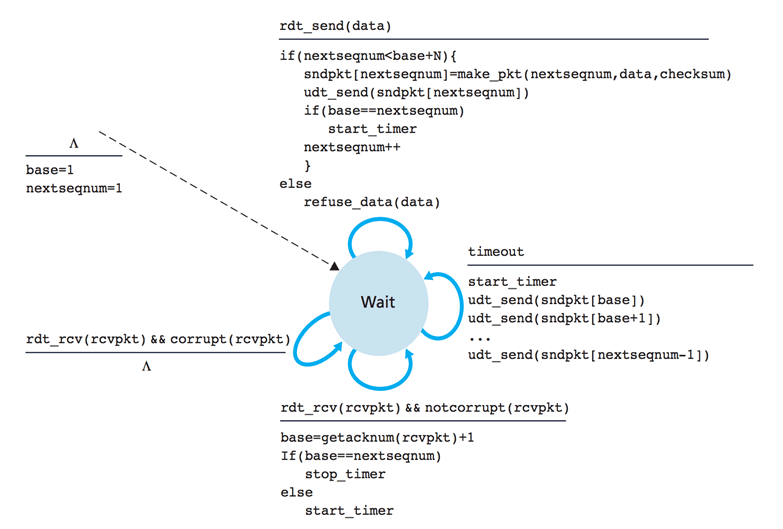 rdt_send(data)
if(nextseqnum<base+N){
sndpkt[nextseqnum]=make_pkt(nextseqnum,data,checksum)
udt_send(sndpkt[nextseqnum])
if(base==nextseqnum)
start_timer
nextseqnum++
}
else
refuse_data(data)
Λ
base=1
nextseqnum=1
timeout
start_timer
udt_send(sndpkt[base])
udt_send(sndpkt[base+1])
...
udt_send(sndpkt[nextseqnum-1])
Wait
rdt_rcv(rcvpkt) && corrupt(rcvpkt)
Λ
rdt_rcv(rcvpkt) && notcorrupt(rcvpkt)
base=getacknum(rcvpkt)+1
If(base==nextseqnum)
stop_timer
else
start_timer